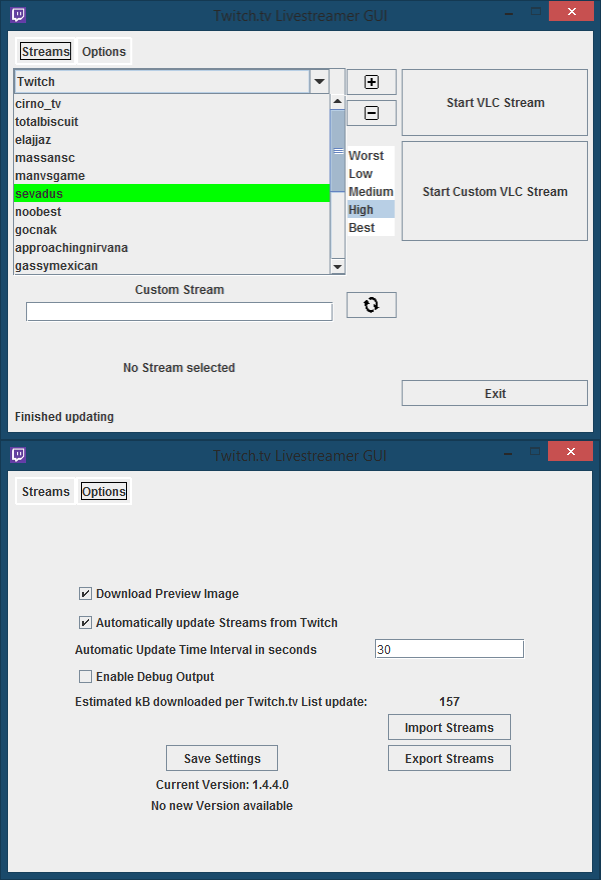 Twitch.tv Livestreamer GUI
Streams Options
Twitch
cirno_tv
totalbiscuit
elajjaz
massansc
manvsgame
sevadus
noobest
gocnak
approachingnirvana
gassymexican
Worst
Low
Medium
High
Best
Start VLC Stream
Start Custom VLC Stream
Custom Stream
No Stream selected
Exit
Finished updating
Twitch.tv Livestreamer GUI
Streams Options
Download Preview Image
Automatically update Streams from Twitch
Automatic Update Time Interval in seconds 30
Enable Debug Output
Estimated kB downloaded per Twitch.tv List update: 157
Import Streams
Save Settings Export Streams
Current Version: 1.4.4.0
No new Version available